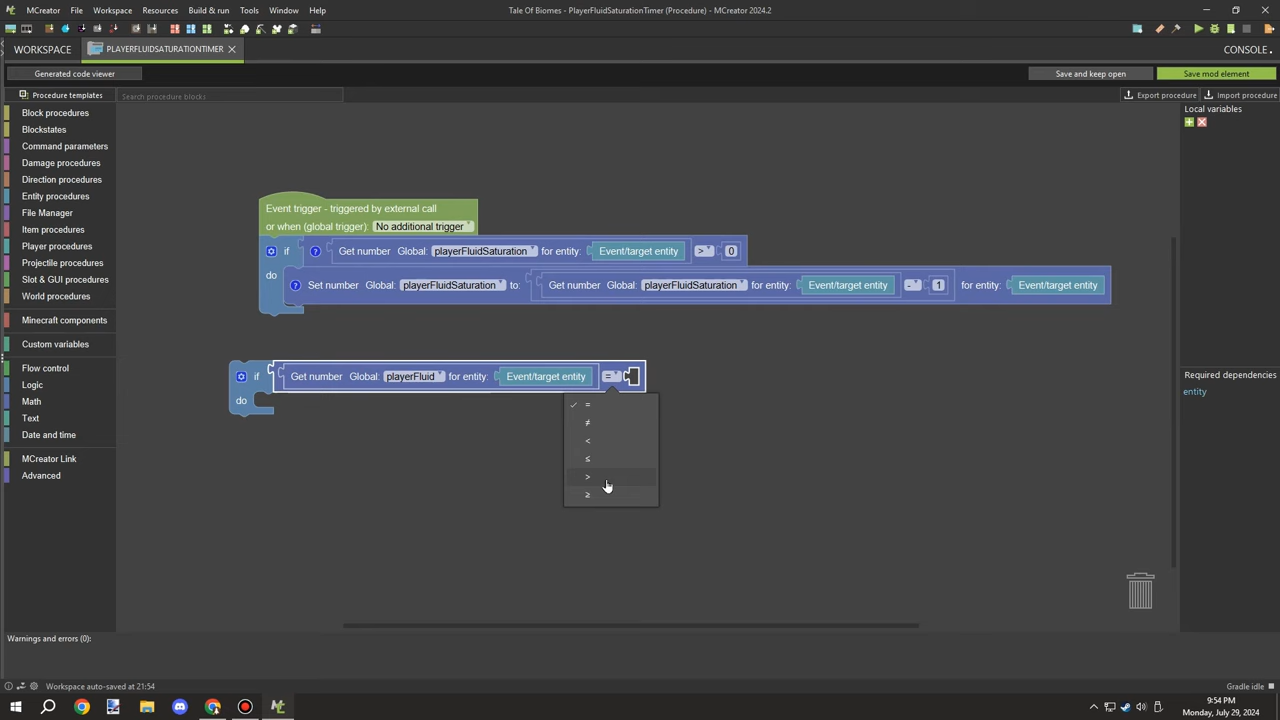 MCreator File Workspace Resources Build & run Tools Window Help
Tale Of Biomes - PlayerFluidSaturationTimer (Procedure) - MCreator 2024.2
WORKSPACE
PLAYERFLUIDSATURATIONTIMER
CONSOLE
Generated code viewer
Save and keep open
Save mod element
Procedure templates
Search procedure blocks
Export procedure
Import procedure
Block procedures
Blockstates
Command parameters
Damage procedures
Direction procedures
Entity procedures
File Manager
Item procedures
Player procedures
Projectile procedures
Slot & GUI procedures
World procedures
Minecraft components
Custom variables
Flow control
Logic
Math
Text
Date and time
MCreator Link
Advanced
Event trigger - triggered by external call
or when (global trigger): No additional trigger
if ? Get number Global: playerFluidSaturation for entity: Event/target entity > 0
do ? Set number Global: playerFluidSaturation to: Get number Global: playerFluidSaturation for entity: Event/target entity - 1 for entity: Event/target entity
if Get number Global: playerFluid for entity: Event/target entity =
do
✓ =
≠
<
≤
>
≥
Local variables
Required dependencies
entity
Warnings and errors (0):
Workspace auto-saved at 21:54
Gradle idle
9:54 PM
Monday, July 29, 2024